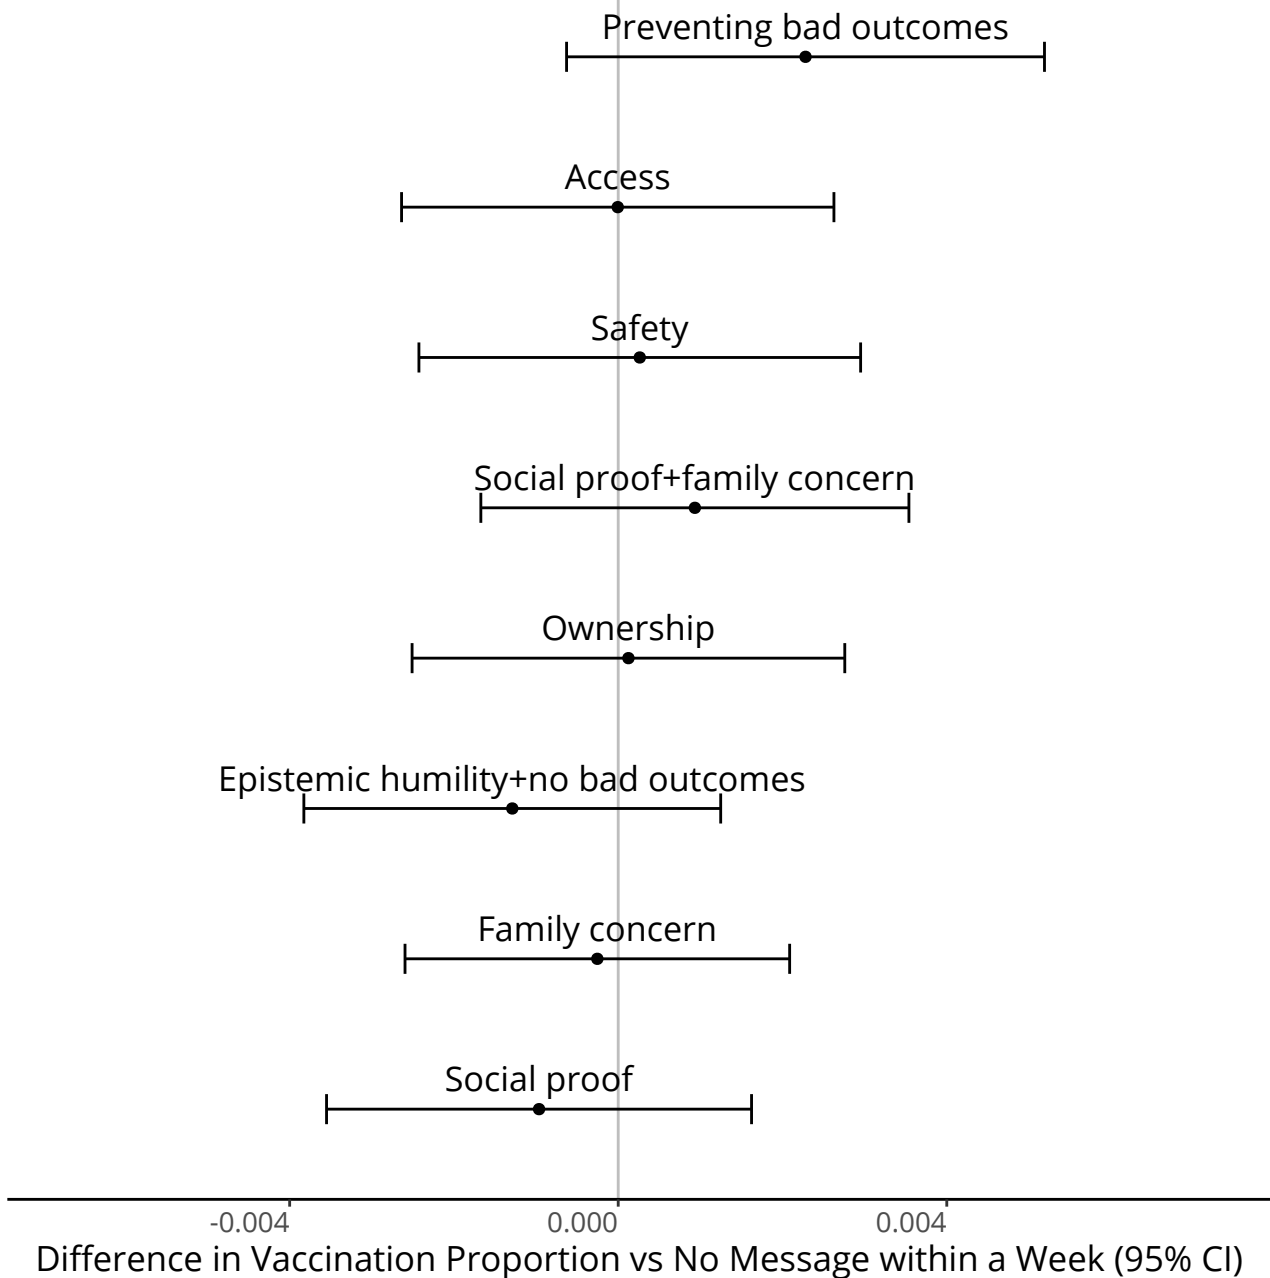 Preventing bad outcomes
Access
Safety
Social proof+family concern
Ownership
Epistemic humility+no bad outcomes
Family concern
Social proof
-0.004 0.000 0.004
Difference in Vaccination Proportion vs No Message within a Week (95% CI)